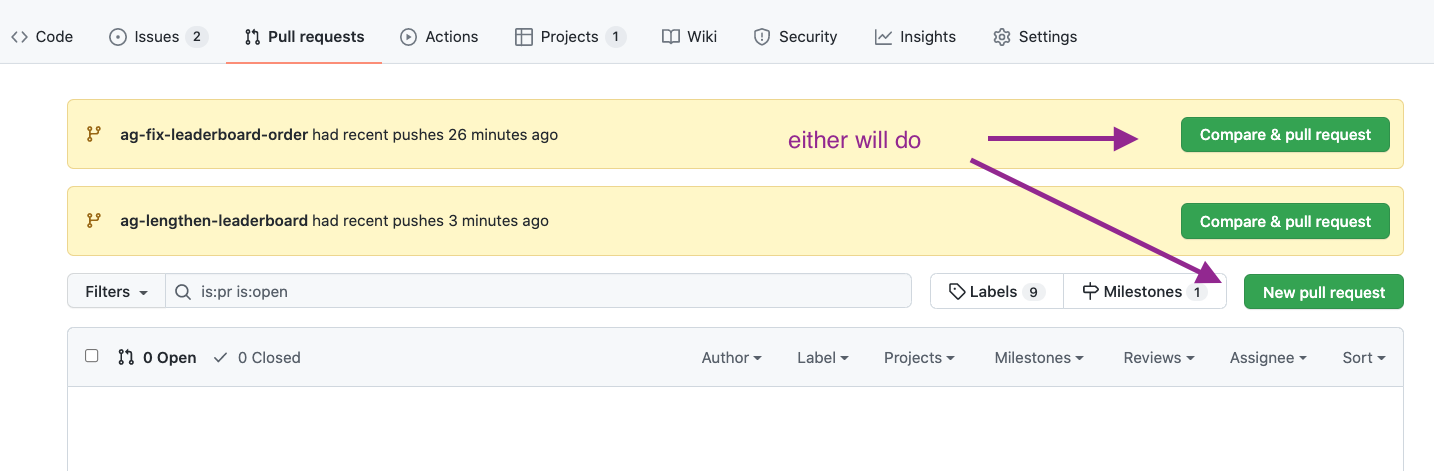 Code Issues 2 Pull requests Actions Projects 1 Wiki Security Insights Settings
ag-fix-leaderboard-order had recent pushes 26 minutes ago either will do Compare & pull request
ag-lengthen-leaderboard had recent pushes 3 minutes ago Compare & pull request
Filters is:pr is:open Labels 9 Milestones 1 New pull request
0 Open 0 Closed Author Label Projects Milestones Reviews Assignee Sort